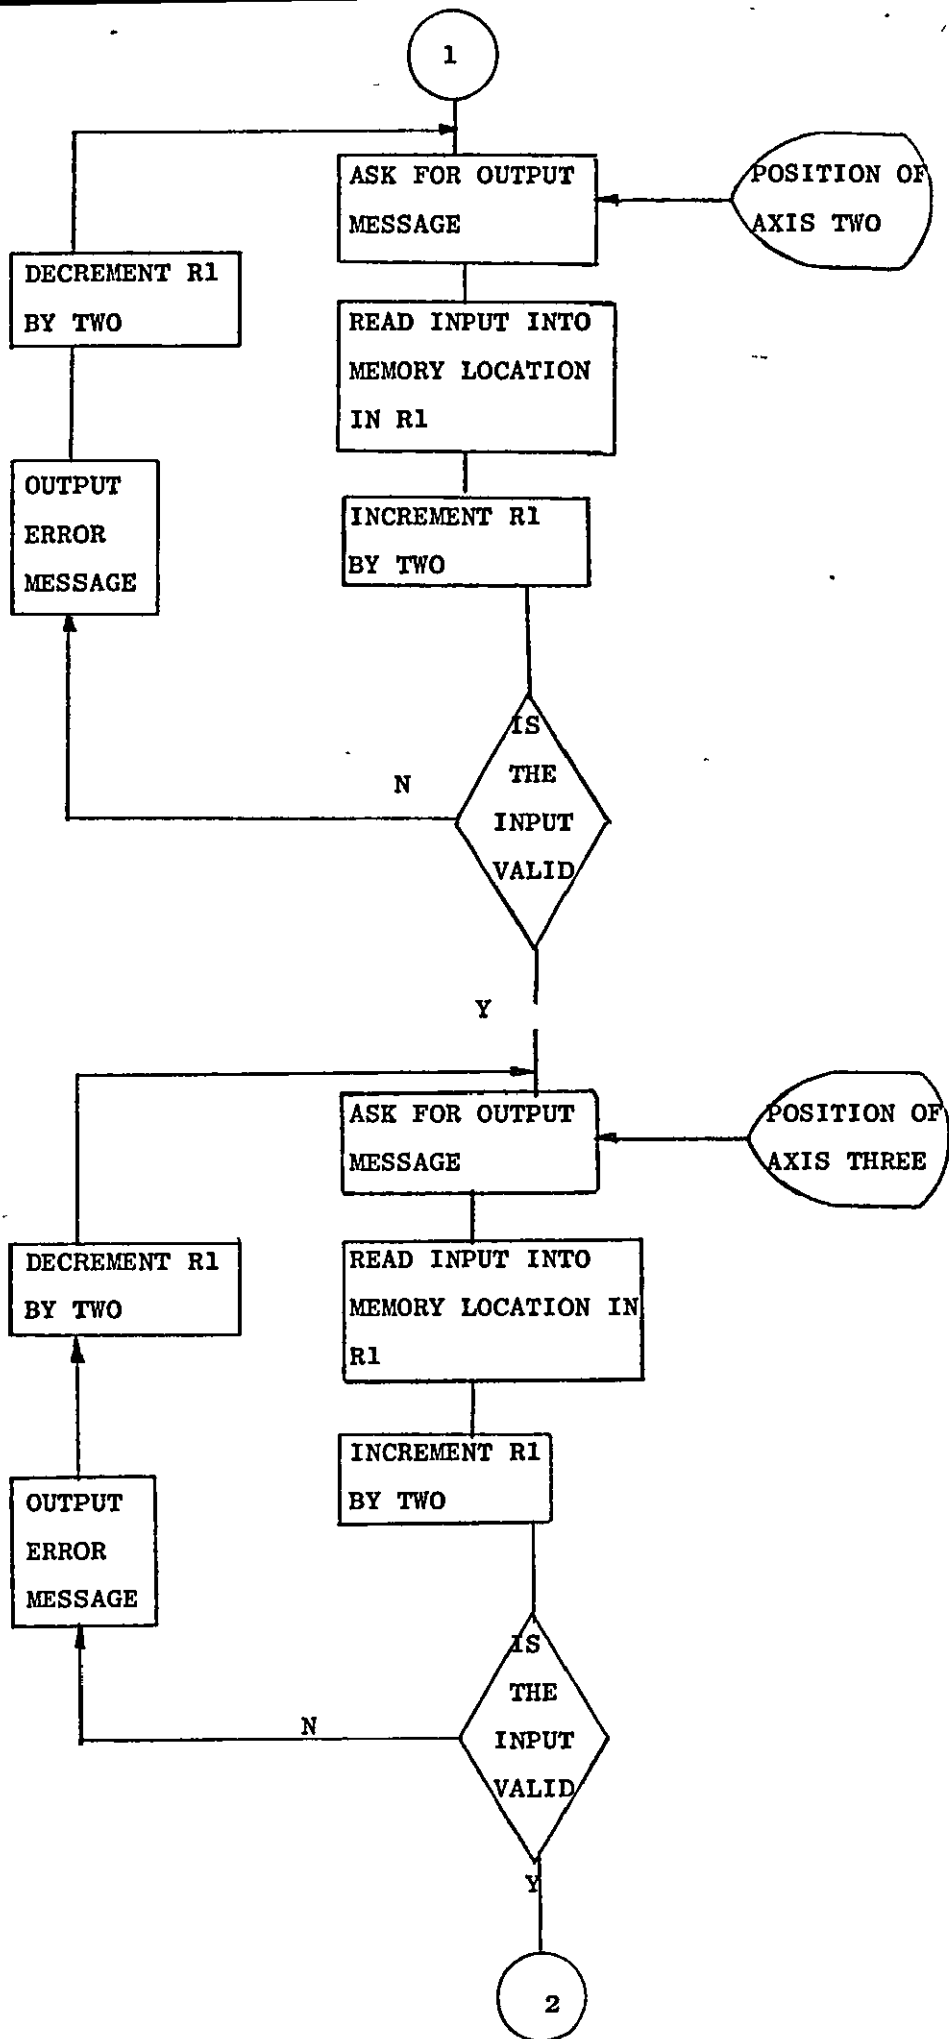 1
ASK FOR OUTPUT
MESSAGE
POSITION OF
AXIS TWO
DECREMENT R1
BY TWO
READ INPUT INTO
MEMORY LOCATION
IN R1
OUTPUT
ERROR
MESSAGE
INCREMENT R1
BY TWO
IS
THE
INPUT
VALID
N
Y
ASK FOR OUTPUT
MESSAGE
POSITION OF
AXIS THREE
DECREMENT R1
BY TWO
READ INPUT INTO
MEMORY LOCATION IN
R1
INCREMENT R1
BY TWO
OUTPUT
ERROR
MESSAGE
IS
THE
INPUT
VALID
N
Y
2